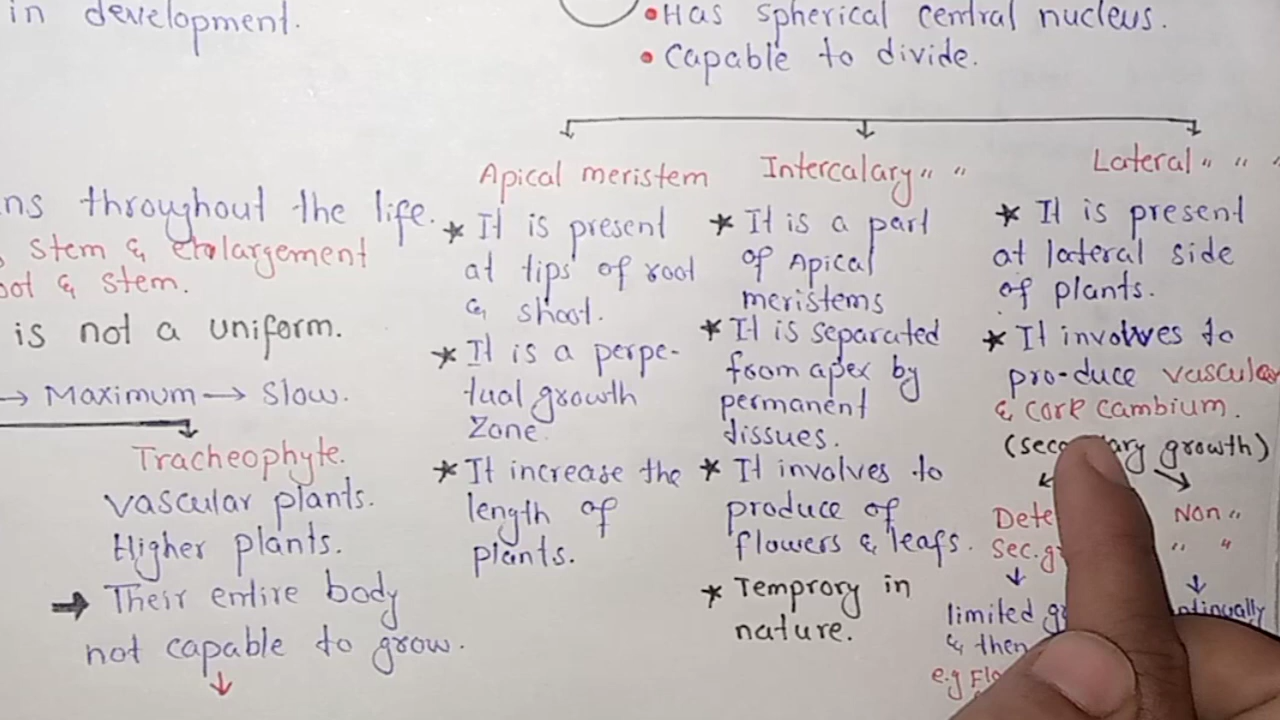 in development.
• Has spherical central nucleus.
• Capable to divide.
throughout the life.
Stem & enlargement
& stem.
is not a uniform.
→ Maximum → Slow.
Tracheophyte.
vascular plants.
Higher plants.
➡ Their entire body
not capable to grow.
Apical meristem
* It is present
at tips of root
& shoot.
* It is a perpe-
tual growth
Zone.
* It increase the
length of
plants.
Intercalary " "
* It is a part
of Apical
meristems
* It is separated
from apex by
permanent
tissues.
* It involves to
produce of
flowers & leafs.
* Temprory in
nature.
Lateral " " "
* It is present
at lateral side
of plants.
* It involves to
pro-duce vascular
& cork cambium.
growth)
Non "
" "
limited
& then
e.g